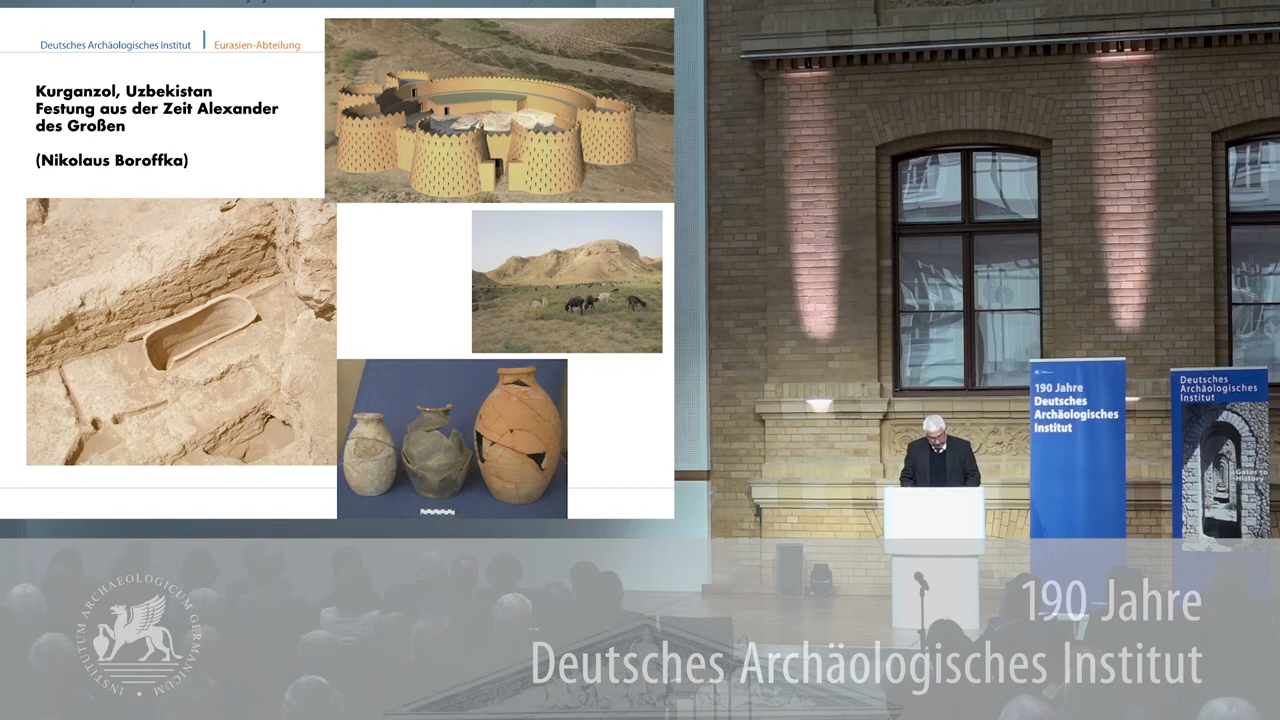 Deutsches Archäologisches Institut | Eurasien-Abteilung
Kurganzol, Uzbekistan
Festung aus der Zeit Alexander
des Großen
(Nikolaus Boroffka)
190 Jahre
Deutsches
Archäologisches
Institut
Deutsches
Archäologisches
Institut
Gates to
History
INSTITUTUM ARCHAEOLOGICUM GERMANICUM
190 Jahre
Deutsches Archäologisches Institut